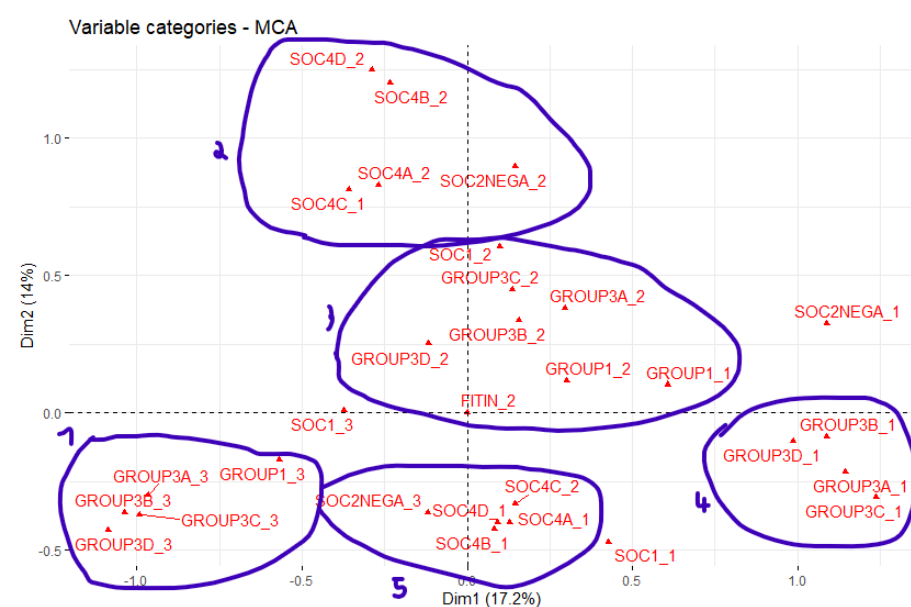 Variable categories - MCA
SOC4D_2
SOC4B_2
1.0
2
SOC4A_2
SOC2NEGA_2
SOC4C_1
SOC1_2
0.5
GROUP3C_2
GROUP3A_2
SOC2NEGA_1
3
GROUP3B_2
GROUP3D_2
GROUP1_2
GROUP1_1
Dim2 (14%)
FITIN_2
0.0
SOC1_3
GROUP3B_1
1
GROUP3D_1
GROUP1_3
GROUP3A_3
GROUP3A_1
SOC4C_2
GROUP3B_3
SOC2NEGA_3
SOC4D_1
4
GROUP3C_1
GROUP3C_3
SOC4A_1
GROUP3D_3
SOC4B_1
-0.5
SOC1_1
-1.0
-0.5
0.0
0.5
1.0
5
Dim1 (17.2%)